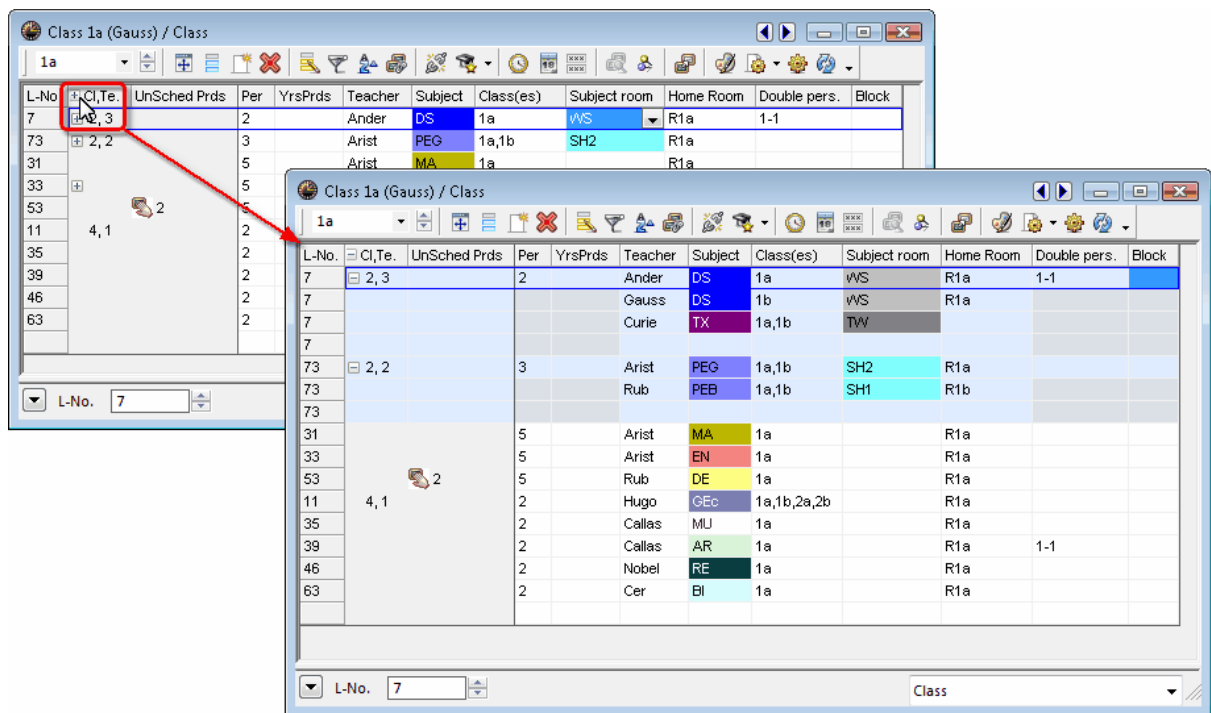 Class 1a (Gauss) / Class
1a
L-No Cl,Te. UnSched Prds Per YrsPrds Teacher Subject Class(es) Subject room Home Room Double pers. Block
7 2, 3 2 Ander DS 1a WS R1a 1-1
73 2, 2 3 Arist PEG 1a,1b SH2 R1a
31 5 Arist MA 1a R1a
33 5
53 2 5
11 4, 1 2
35 2
39 2
46 2
63 2
L-No. 7
Class 1a (Gauss) / Class
1a
L-No. Cl,Te. UnSched Prds Per YrsPrds Teacher Subject Class(es) Subject room Home Room Double pers. Block
7 2, 3 2 Ander DS 1a WS R1a 1-1
7 Gauss DS 1b WS R1a
7 Curie TX 1a,1b TW
7
73 2, 2 3 Arist PEG 1a,1b SH2 R1a
73 Rub PEB 1a,1b SH1 R1b
73
31 5 Arist MA 1a R1a
33 5 Arist EN 1a R1a
53 2 5 Rub DE 1a R1a
11 4, 1 2 Hugo GEc 1a,1b,2a,2b R1a
35 2 Callas MU 1a R1a
39 2 Callas AR 1a R1a 1-1
46 2 Nobel RE 1a R1a
63 2 Cer BI 1a R1a
L-No. 7 Class